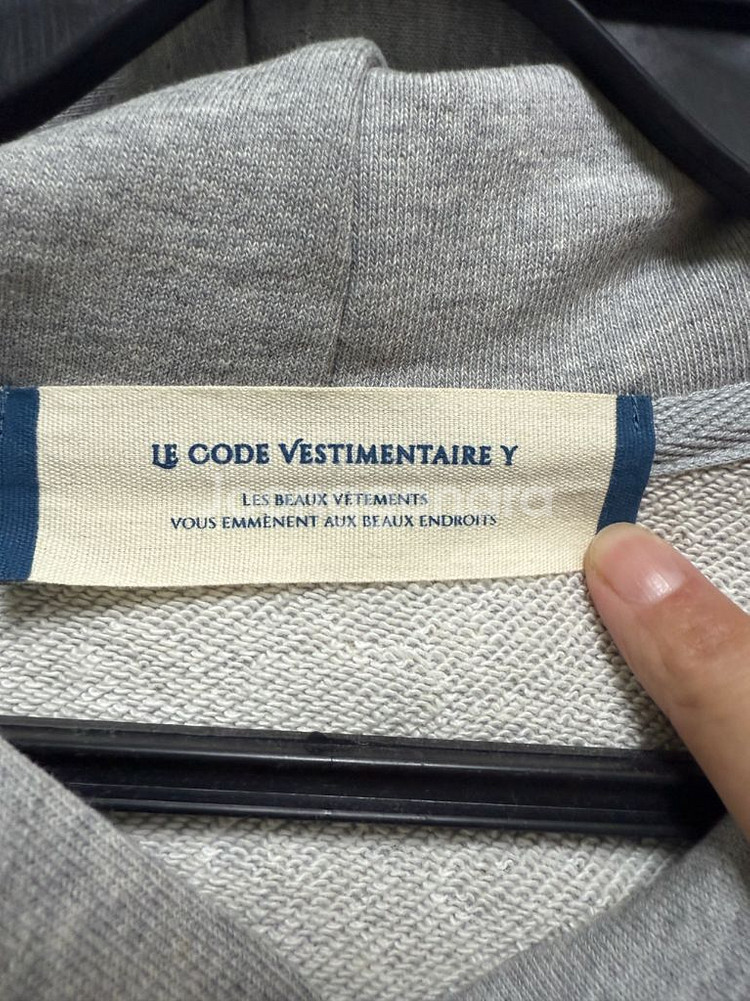 LE CODE VESTIMENTAIRE Y
LES BEAUX VÊTEMENTS
VOUS EMMÈNENT AUX BEAUX ENDROITS